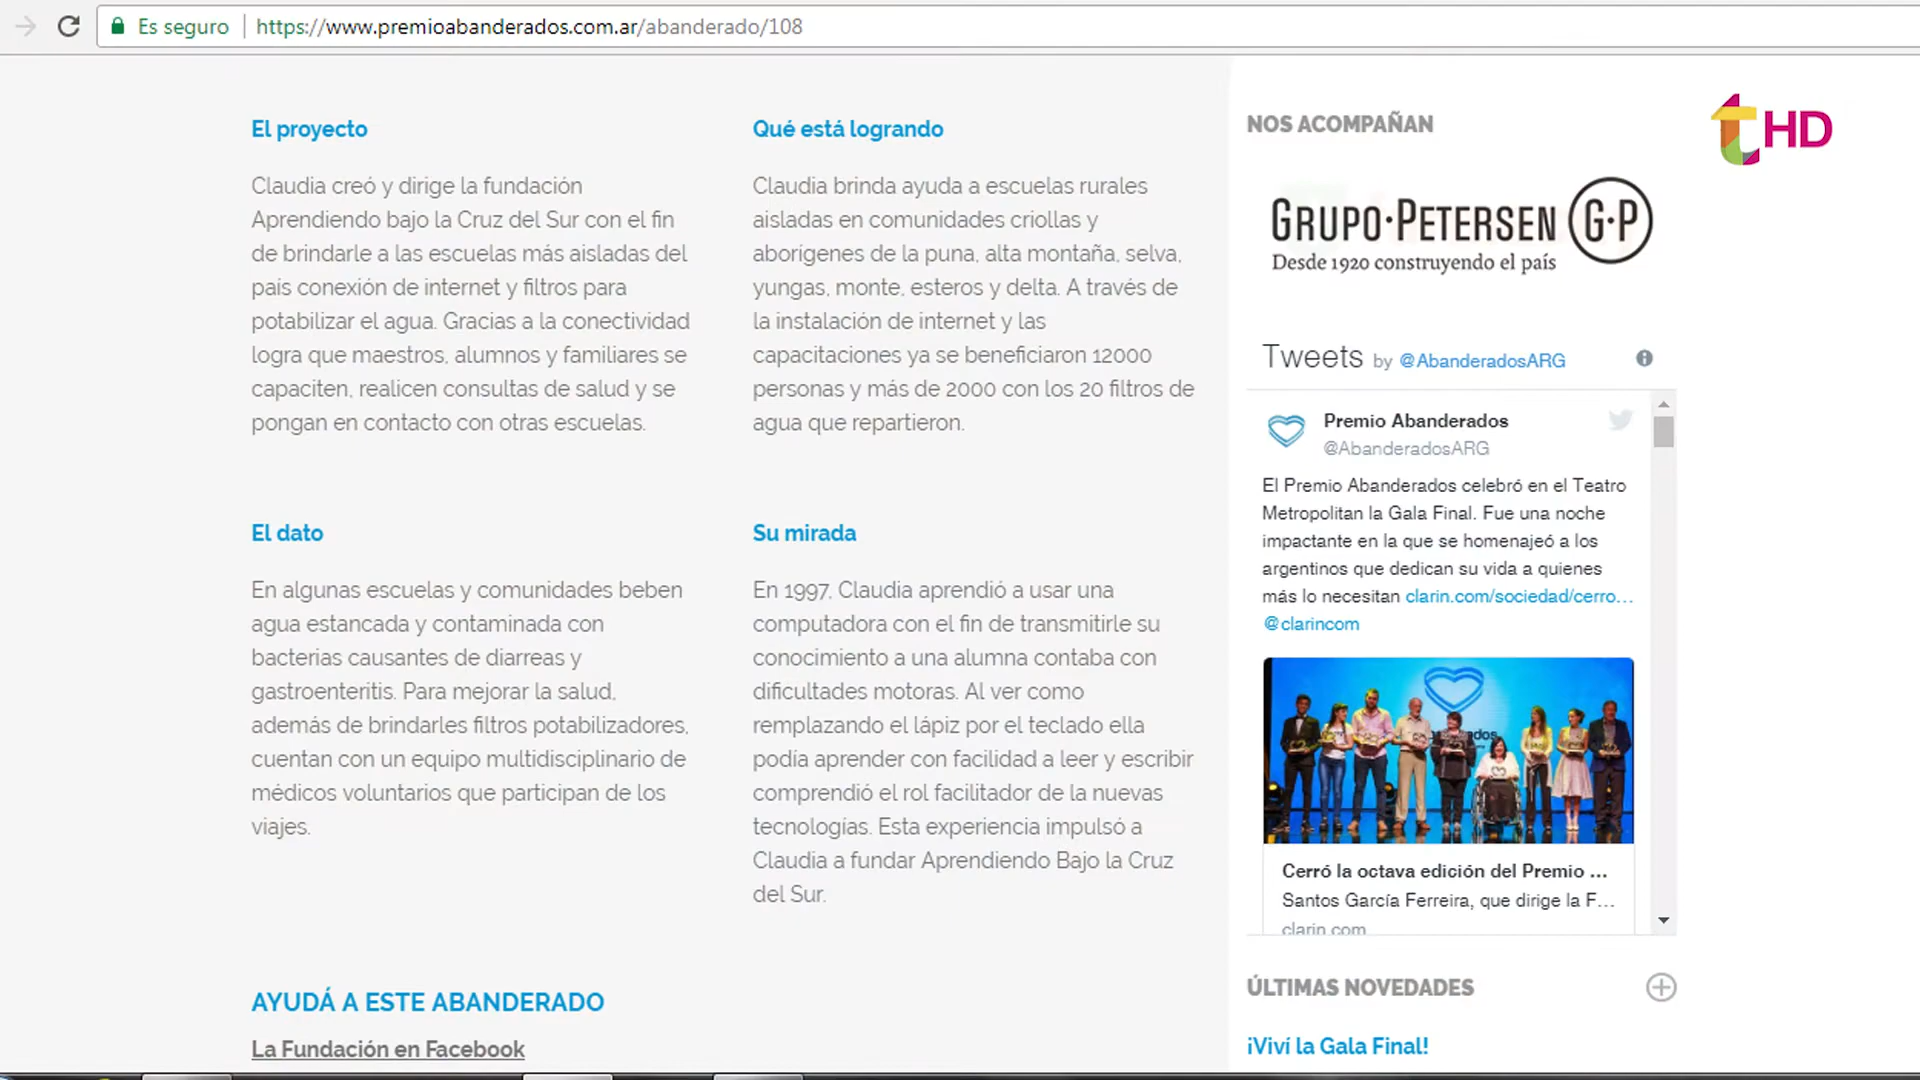 Es seguro
https://www.premioabanderados.com.ar/abanderado/108
El proyecto
Claudia creó y dirige la fundación
Aprendiendo bajo la Cruz del Sur con el fin
de brindarle a las escuelas más aisladas del
país conexión de internet y filtros para
potabilizar el agua. Gracias a la conectividad
logra que maestros, alumnos y familiares se
capaciten, realicen consultas de salud y se
pongan en contacto con otras escuelas.
Qué está logrando
Claudia brinda ayuda a escuelas rurales
aisladas en comunidades criollas y
aborígenes de la puna, alta montaña, selva,
yungas, monte, esteros y delta. A través de
la instalación de internet y las
capacitaciones ya se beneficiaron 12000
personas y más de 2000 con los 20 filtros de
agua que repartieron.
El dato
En algunas escuelas y comunidades beben
agua estancada y contaminada con
bacterias causantes de diarreas y
gastroenteritis. Para mejorar la salud,
además de brindarles filtros potabilizadores,
cuentan con un equipo multidisciplinario de
médicos voluntarios que participan de los
viajes.
Su mirada
En 1997, Claudia aprendió a usar una
computadora con el fin de transmitirle su
conocimiento a una alumna contaba con
dificultades motoras. Al ver como
remplazando el lápiz por el teclado ella
podía aprender con facilidad a leer y escribir
comprendió el rol facilitador de la nuevas
tecnologías. Esta experiencia impulsó a
Claudia a fundar Aprendiendo Bajo la Cruz
del Sur.
AYUDÁ A ESTE ABANDERADO
La Fundación en Facebook
NOS ACOMPAÑAN
t HD
GRUPO·PETERSEN G·P
Desde 1920 construyendo el país
Tweets by @AbanderadosARG
Premio Abanderados
@AbanderadosARG
El Premio Abanderados celebró en el Teatro
Metropolitan la Gala Final. Fue una noche
impactante en la que se homenajeó a los
argentinos que dedican su vida a quienes
más lo necesitan clarin.com/sociedad/cerro…
@clarincom
Cerró la octava edición del Premio ...
Santos García Ferreira, que dirige la F...
clarin.com
ÚLTIMAS NOVEDADES
¡Viví la Gala Final!